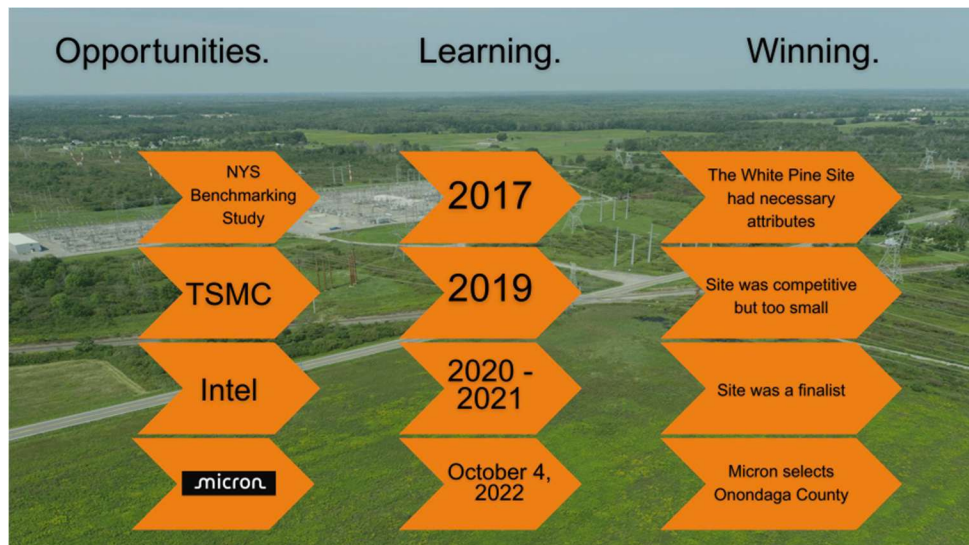 Opportunities.
Learning.
Winning.
NYS
Benchmarking
Study
2017
The White Pine Site
had necessary
attributes
TSMC
2019
Site was competitive
but too small
Intel
2020 -
2021
Site was a finalist
micron
October 4,
2022
Micron selects
Onondaga County